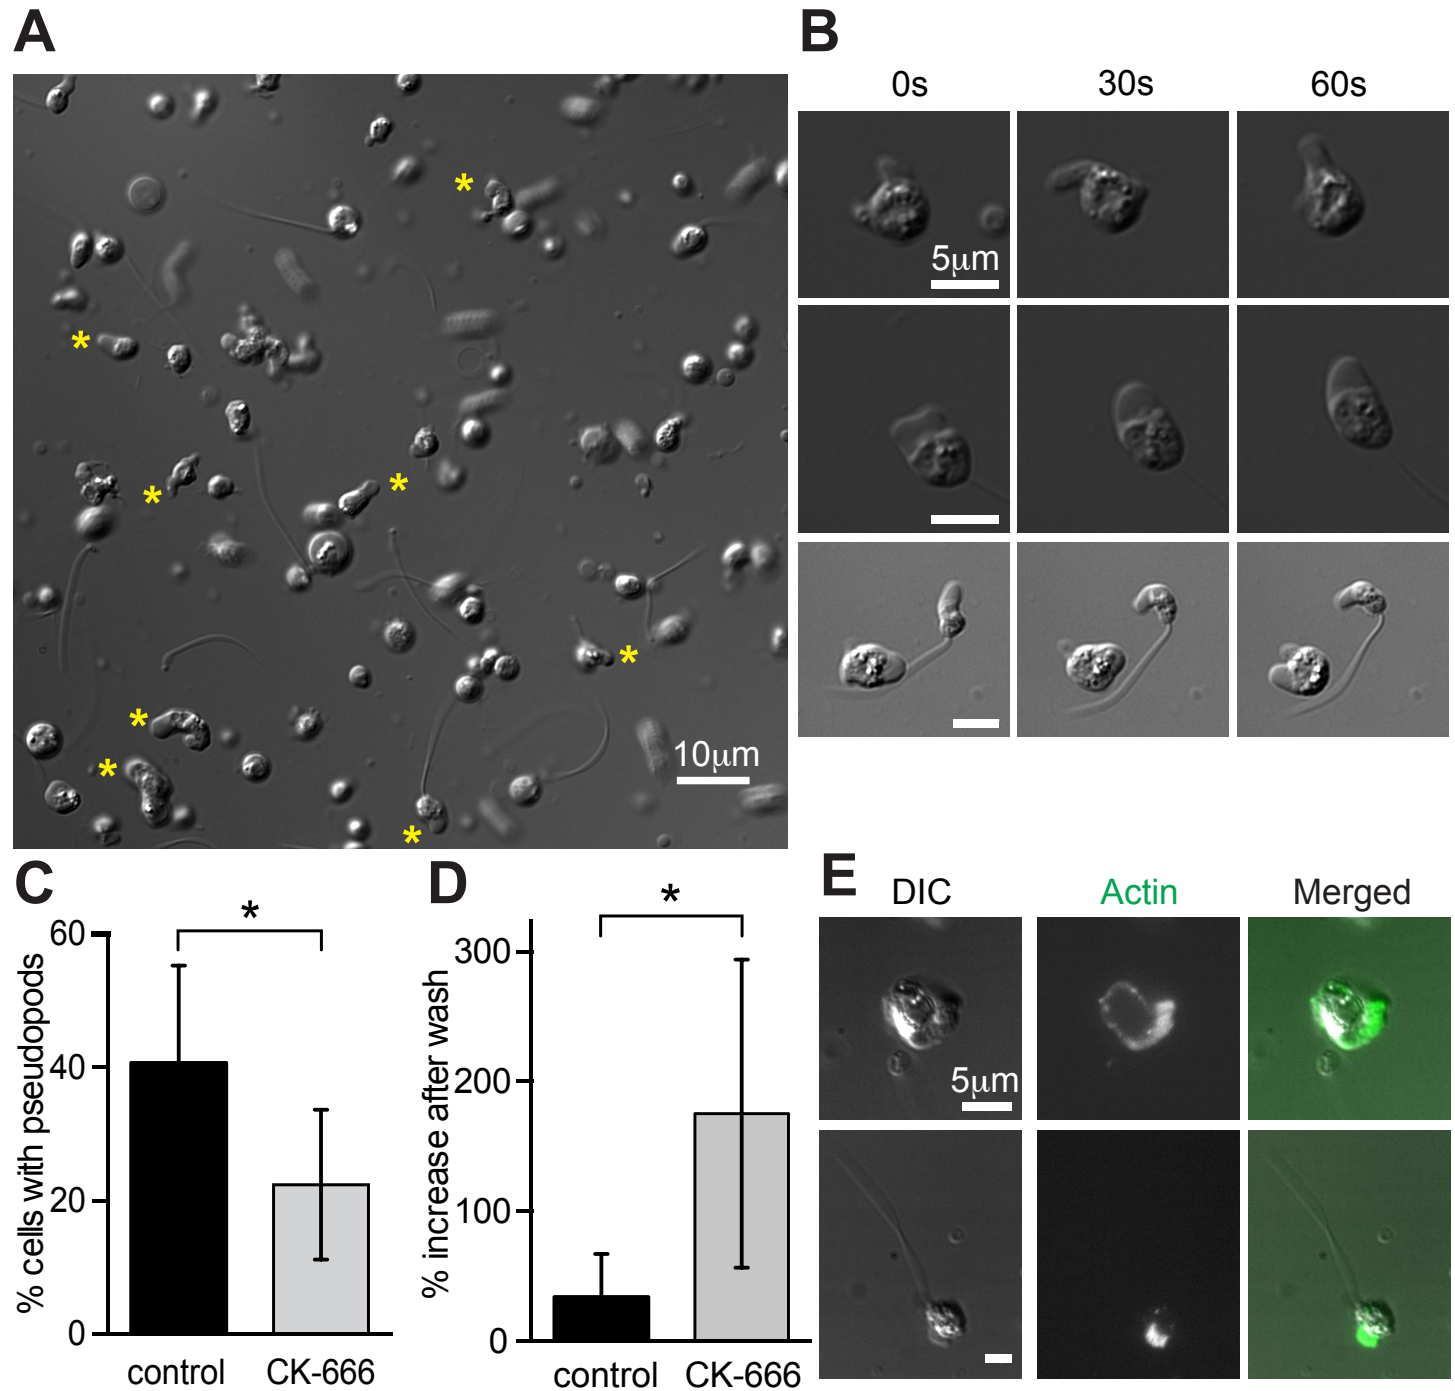 A
*
*
*
*
*
*
*
*
10μm
B
0s
30s
60s
5μm
C
% cells with pseudopods
60
40
20
0
*
control
CK-666
D
% increase after wash
300
200
100
0
*
control
CK-666
E
DIC
Actin
Merged
5μm